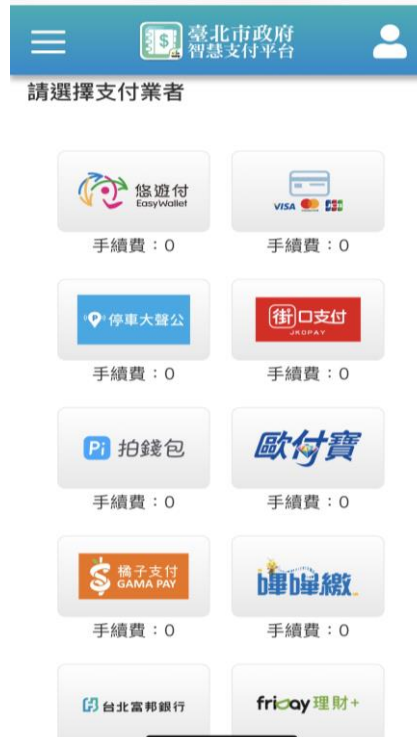 臺北市政府
智慧支付平台
請選擇支付業者
悠遊付
EasyWallet
VISA JCB
手續費：0
手續費：0
停車大聲公
街口支付
JKOPAY
手續費：0
手續費：0
Pi 拍錢包
歐付寶
手續費：0
手續費：0
橘子支付
GAMA PAY
嗶嗶繳
手續費：0
手續費：0
台北富邦銀行
friday理財+